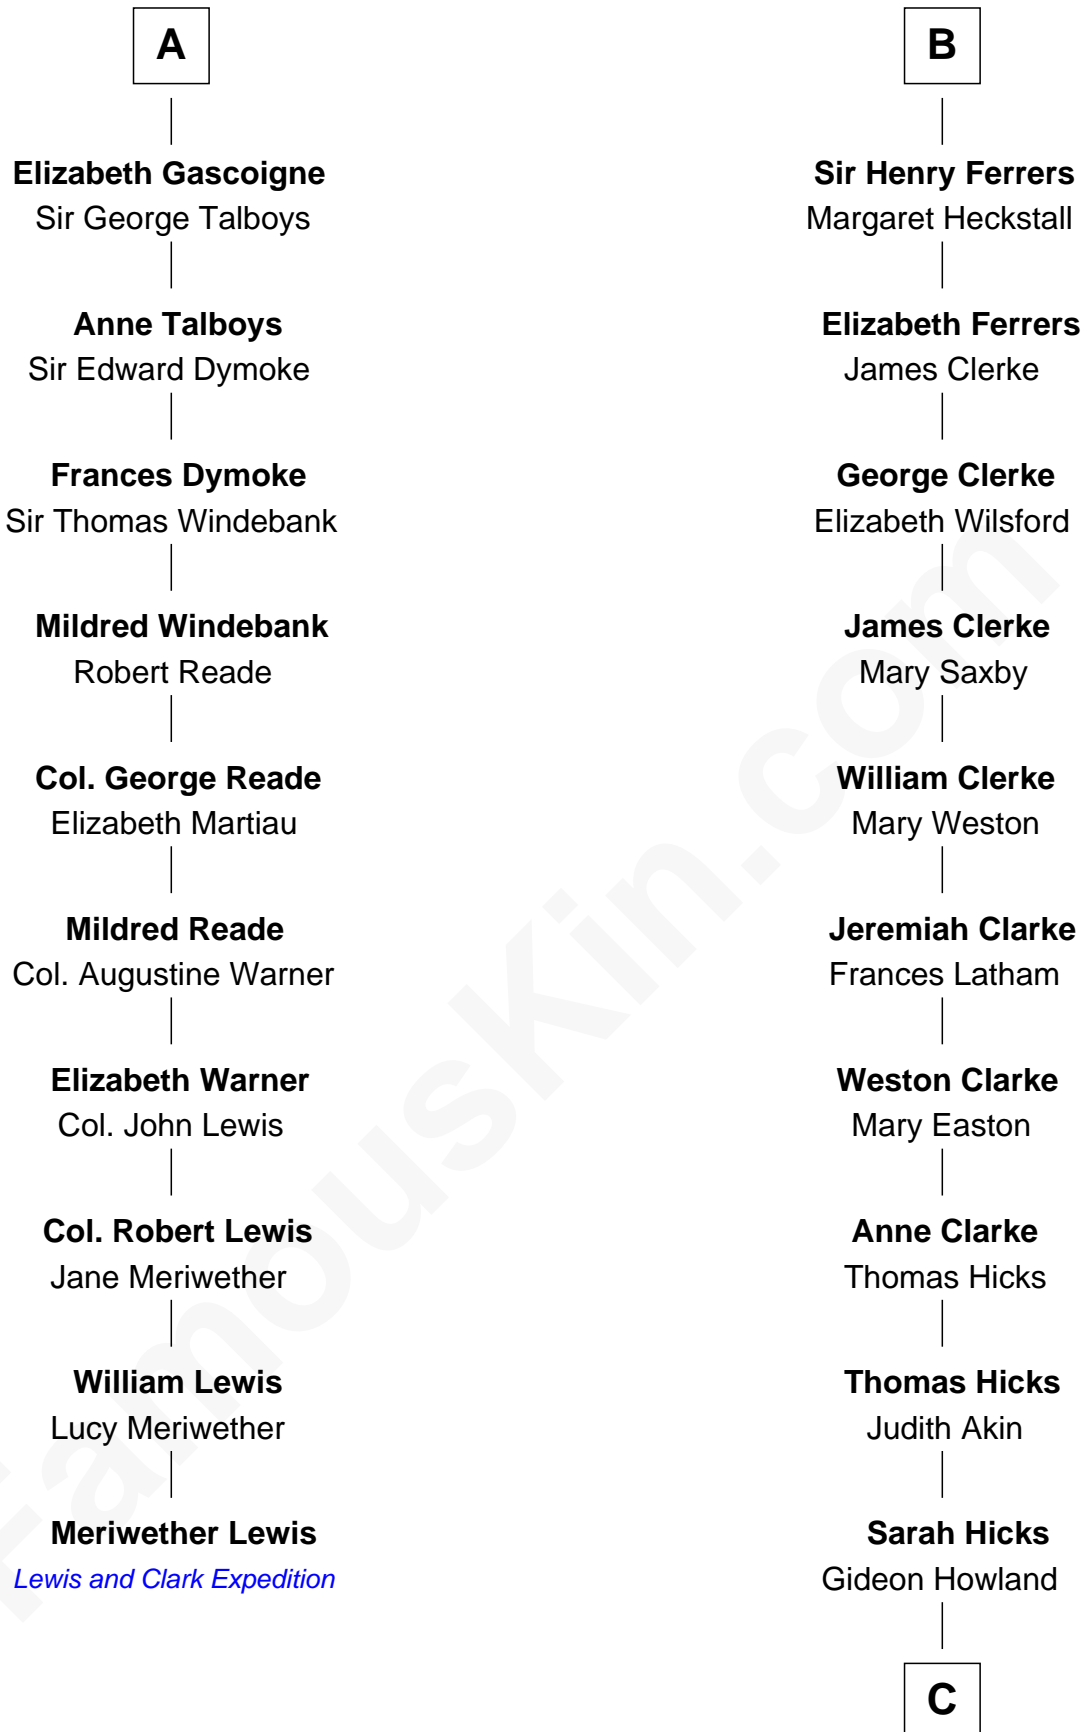 A
Elizabeth Gascoigne
Sir George Talboys
Anne Talboys
Sir Edward Dymoke
Frances Dymoke
Sir Thomas Windebank
Mildred Windebank
Robert Reade
Col. George Reade
Elizabeth Martiau
Mildred Reade
Col. Augustine Warner
Elizabeth Warner
Col. John Lewis
Col. Robert Lewis
Jane Meriwether
William Lewis
Lucy Meriwether
Meriwether Lewis
Lewis and Clark Expedition
B
Sir Henry Ferrers
Margaret Heckstall
Elizabeth Ferrers
James Clerke
George Clerke
Elizabeth Wilsford
James Clerke
Mary Saxby
William Clerke
Mary Weston
Jeremiah Clarke
Frances Latham
Weston Clarke
Mary Easton
Anne Clarke
Thomas Hicks
Thomas Hicks
Judith Akin
Sarah Hicks
Gideon Howland
C
FamousKin.com